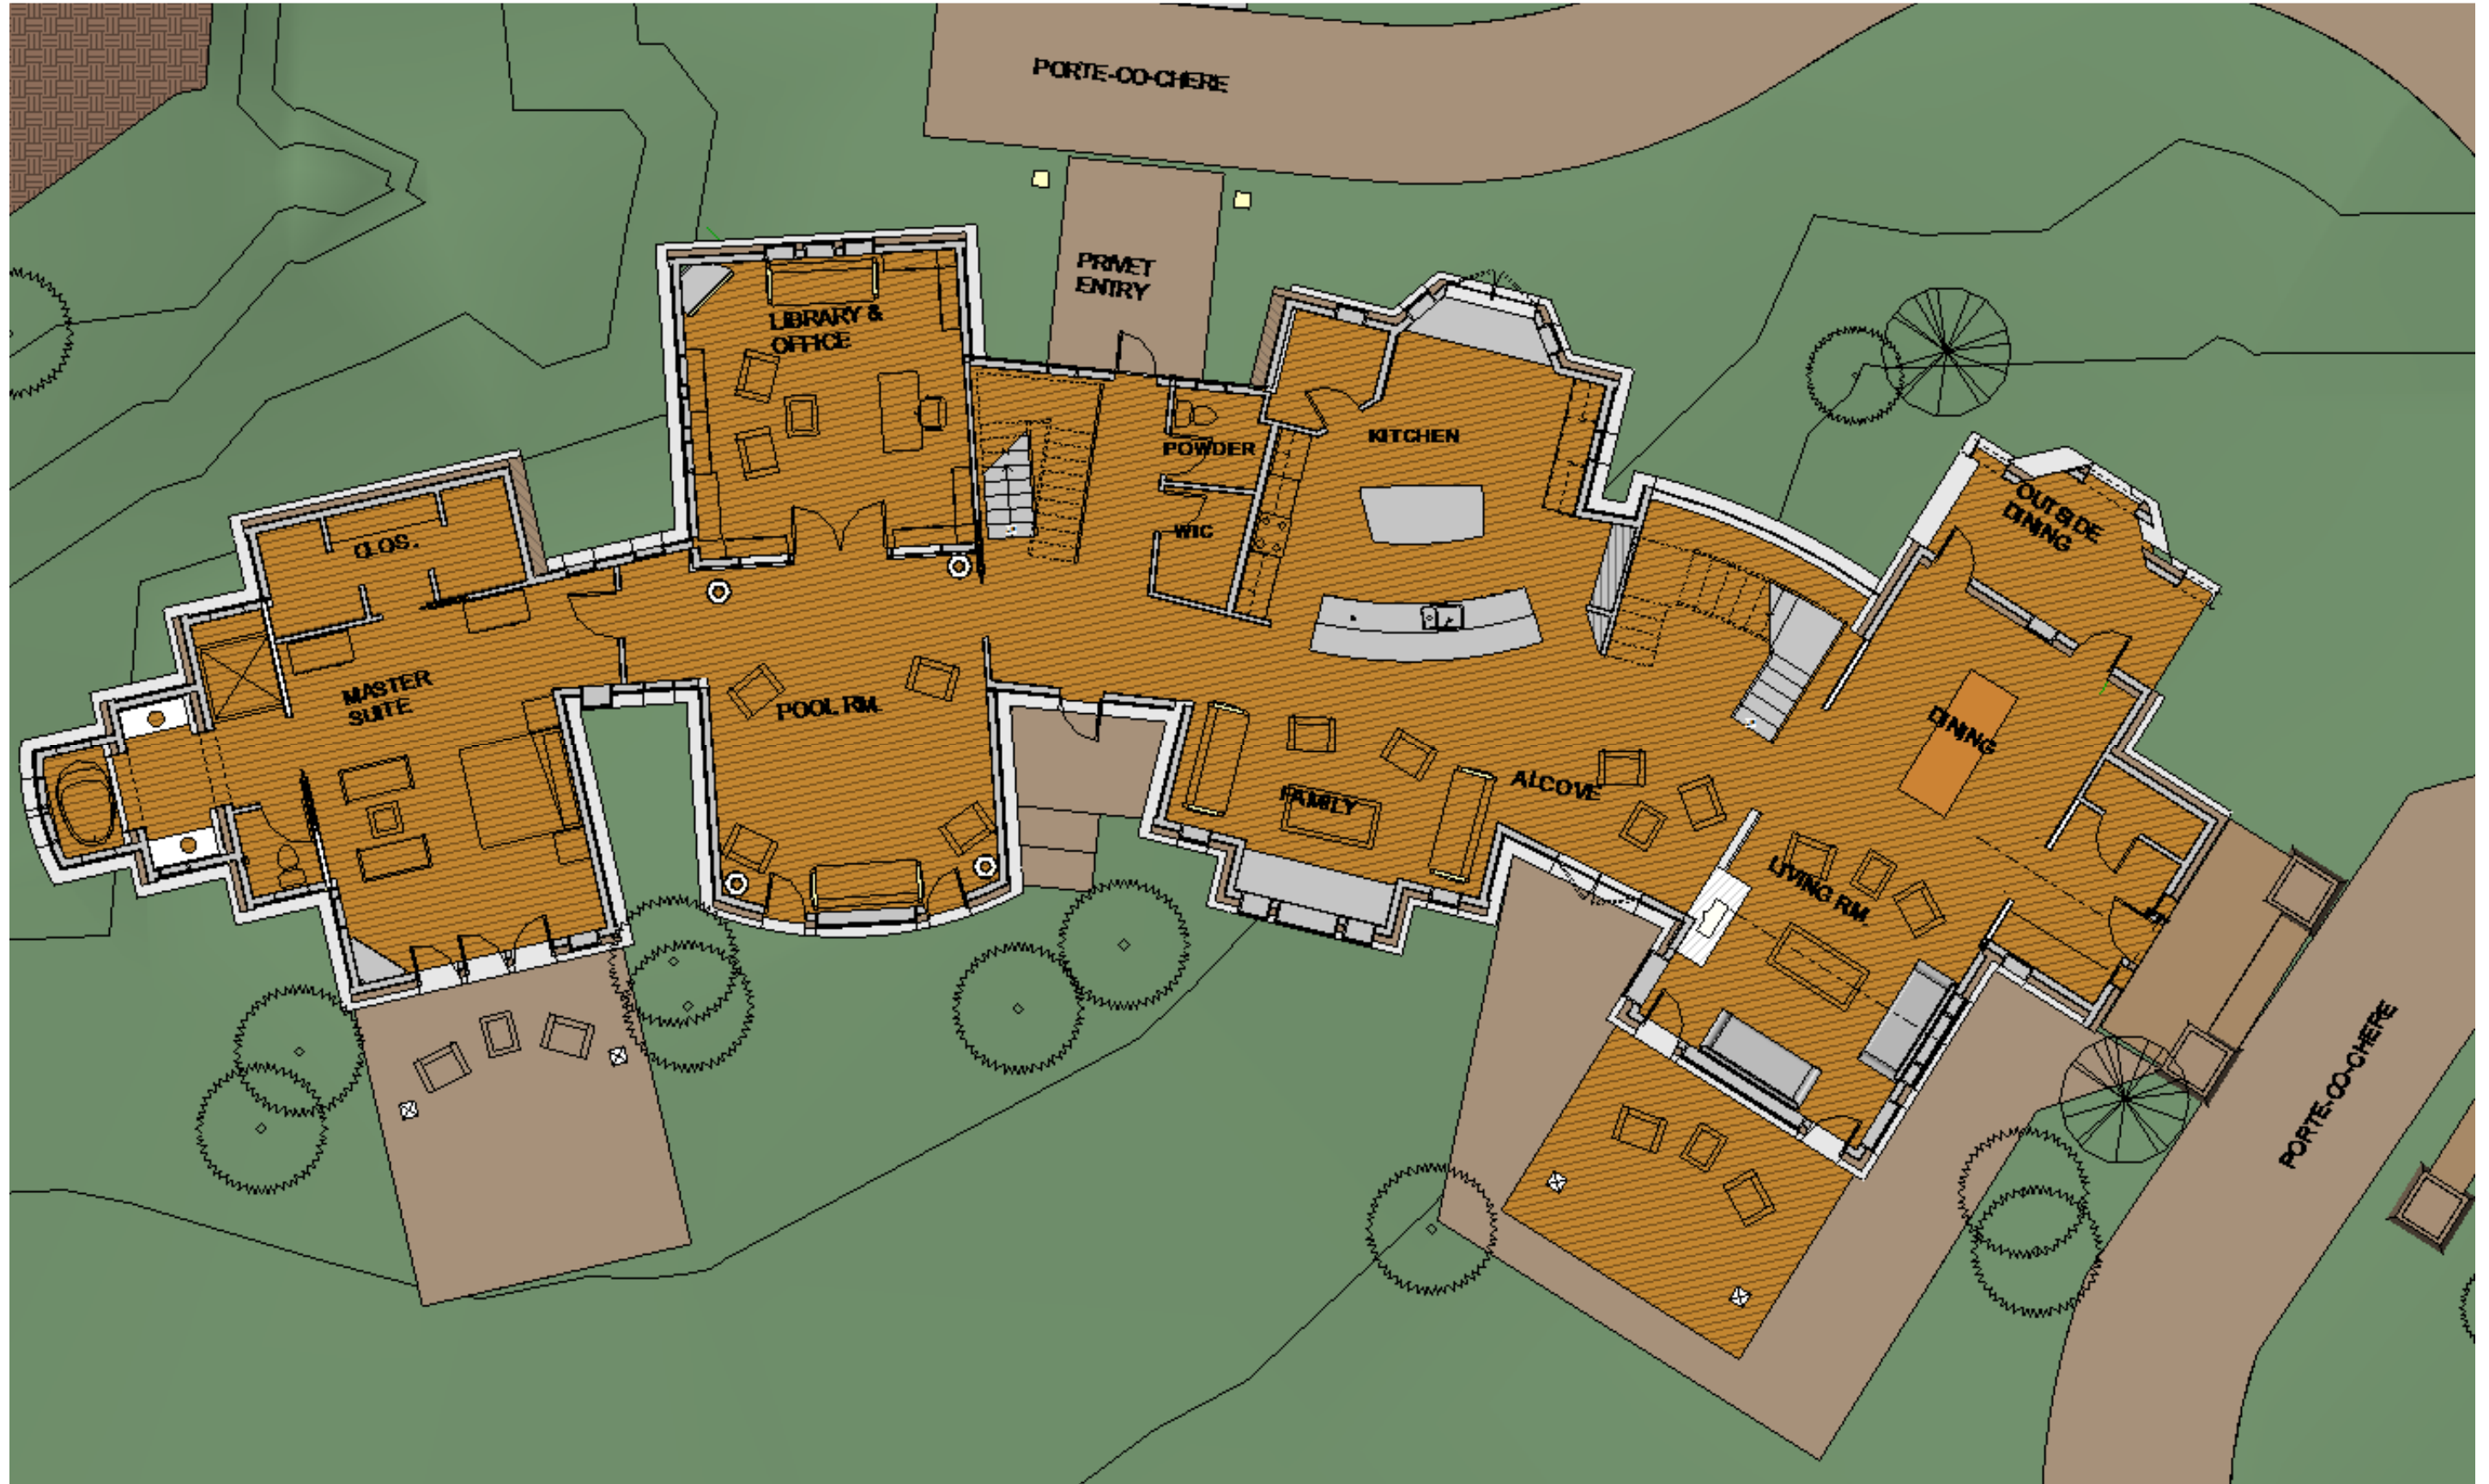 PORTE-CO-CHERE
PRIVET
ENTRY
LIBRARY &
OFFICE
POWDER
KITCHEN
WIC
CLOS.
OUTSIDE
DINING
MASTER
SUITE
POOL RM.
DINING
ALCOVE
FAMILY
LIVING RM.
PORTE-CO-CHERE